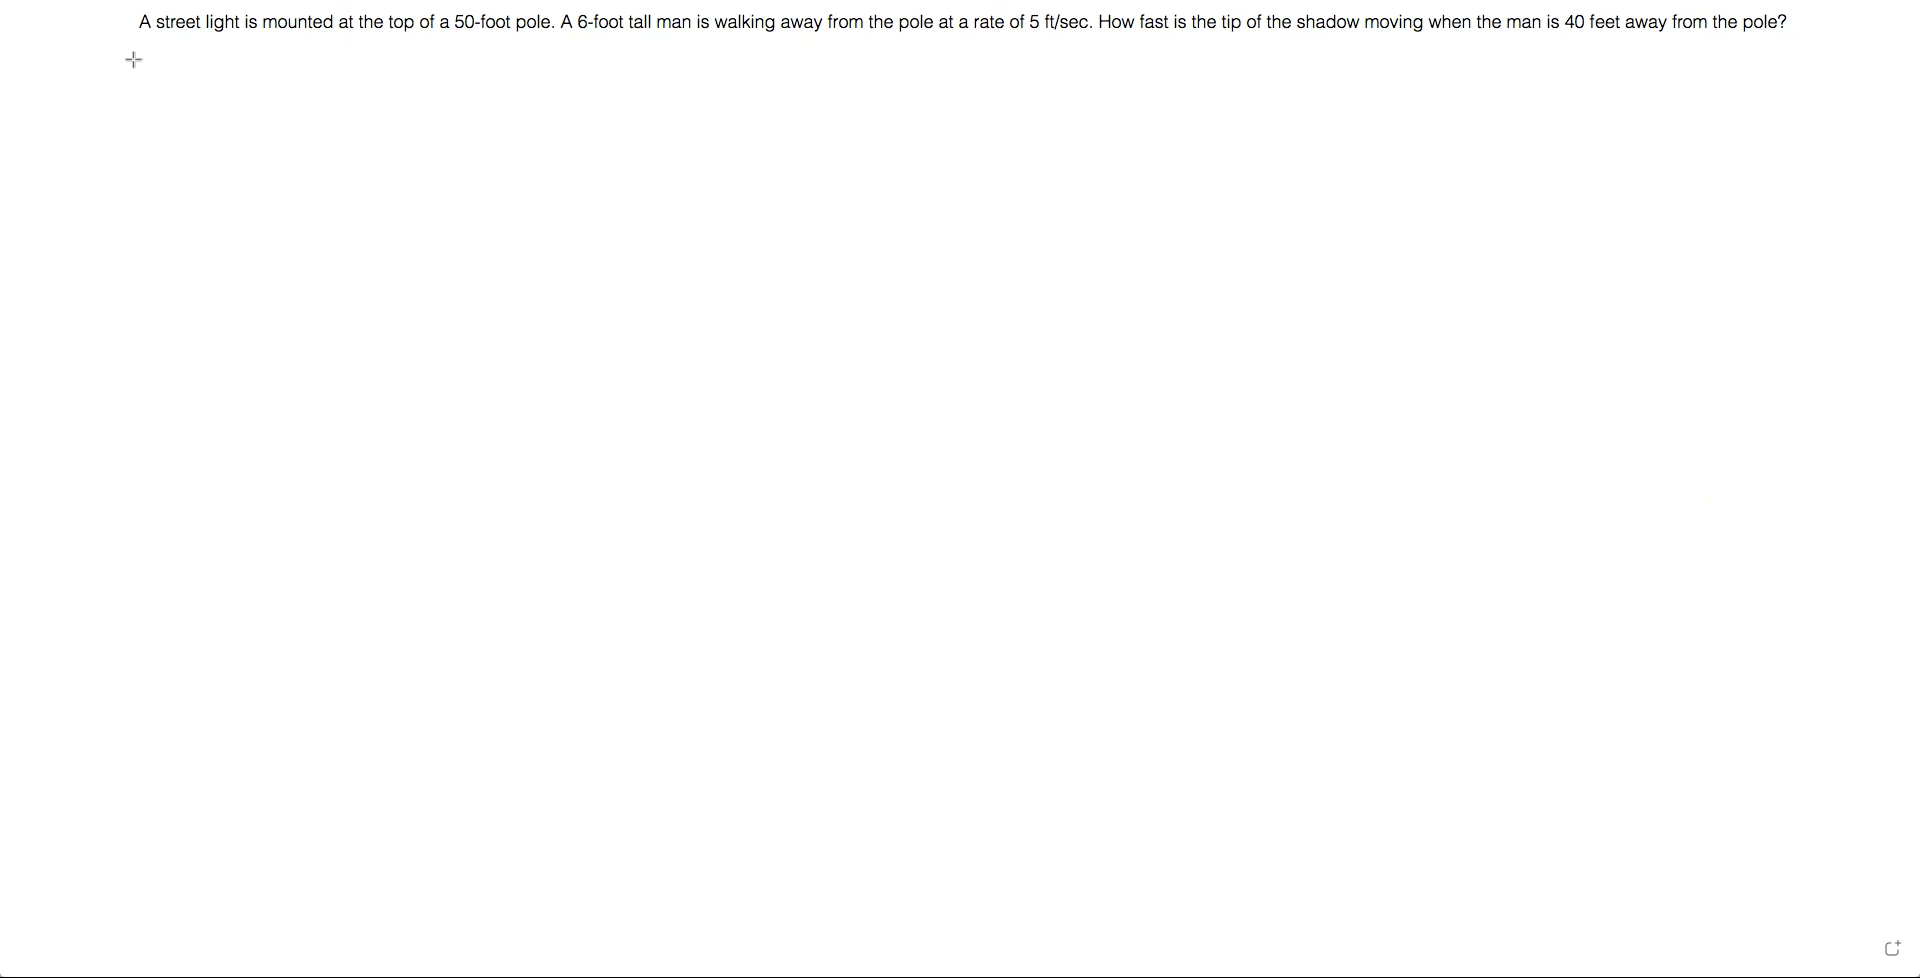 A street light is mounted at the top of a 50-foot pole. A 6-foot tall man is walking away from the pole at a rate of 5 ft/sec. How fast is the tip of the shadow moving when the man is 40 feet away from the pole?